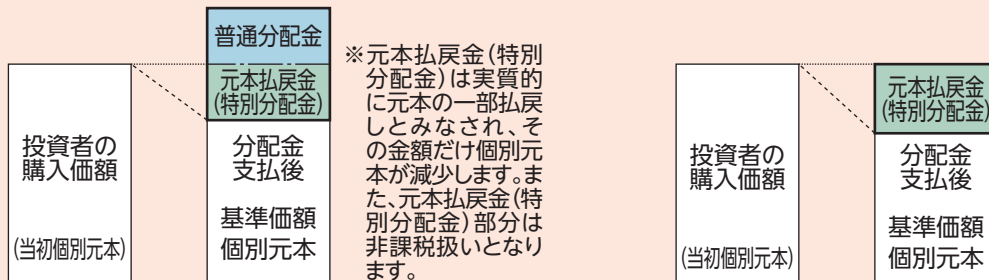 普通分配金
元本払戻金
(特別分配金)
投資者の
購入価額
(当初個別元本)
分配金
支払後
基準価額
個別元本
※元本払戻金(特別
分配金)は実質的
に元本の一部払戻
しとみなされ、そ
の金額だけ個別元
本が減少します。ま
た、元本払戻金(特
別分配金)部分は
非課税扱いとなり
ます。
投資者の
購入価額
(当初個別元本)
元本払戻金
(特別分配金)
分配金
支払後
基準価額
個別元本